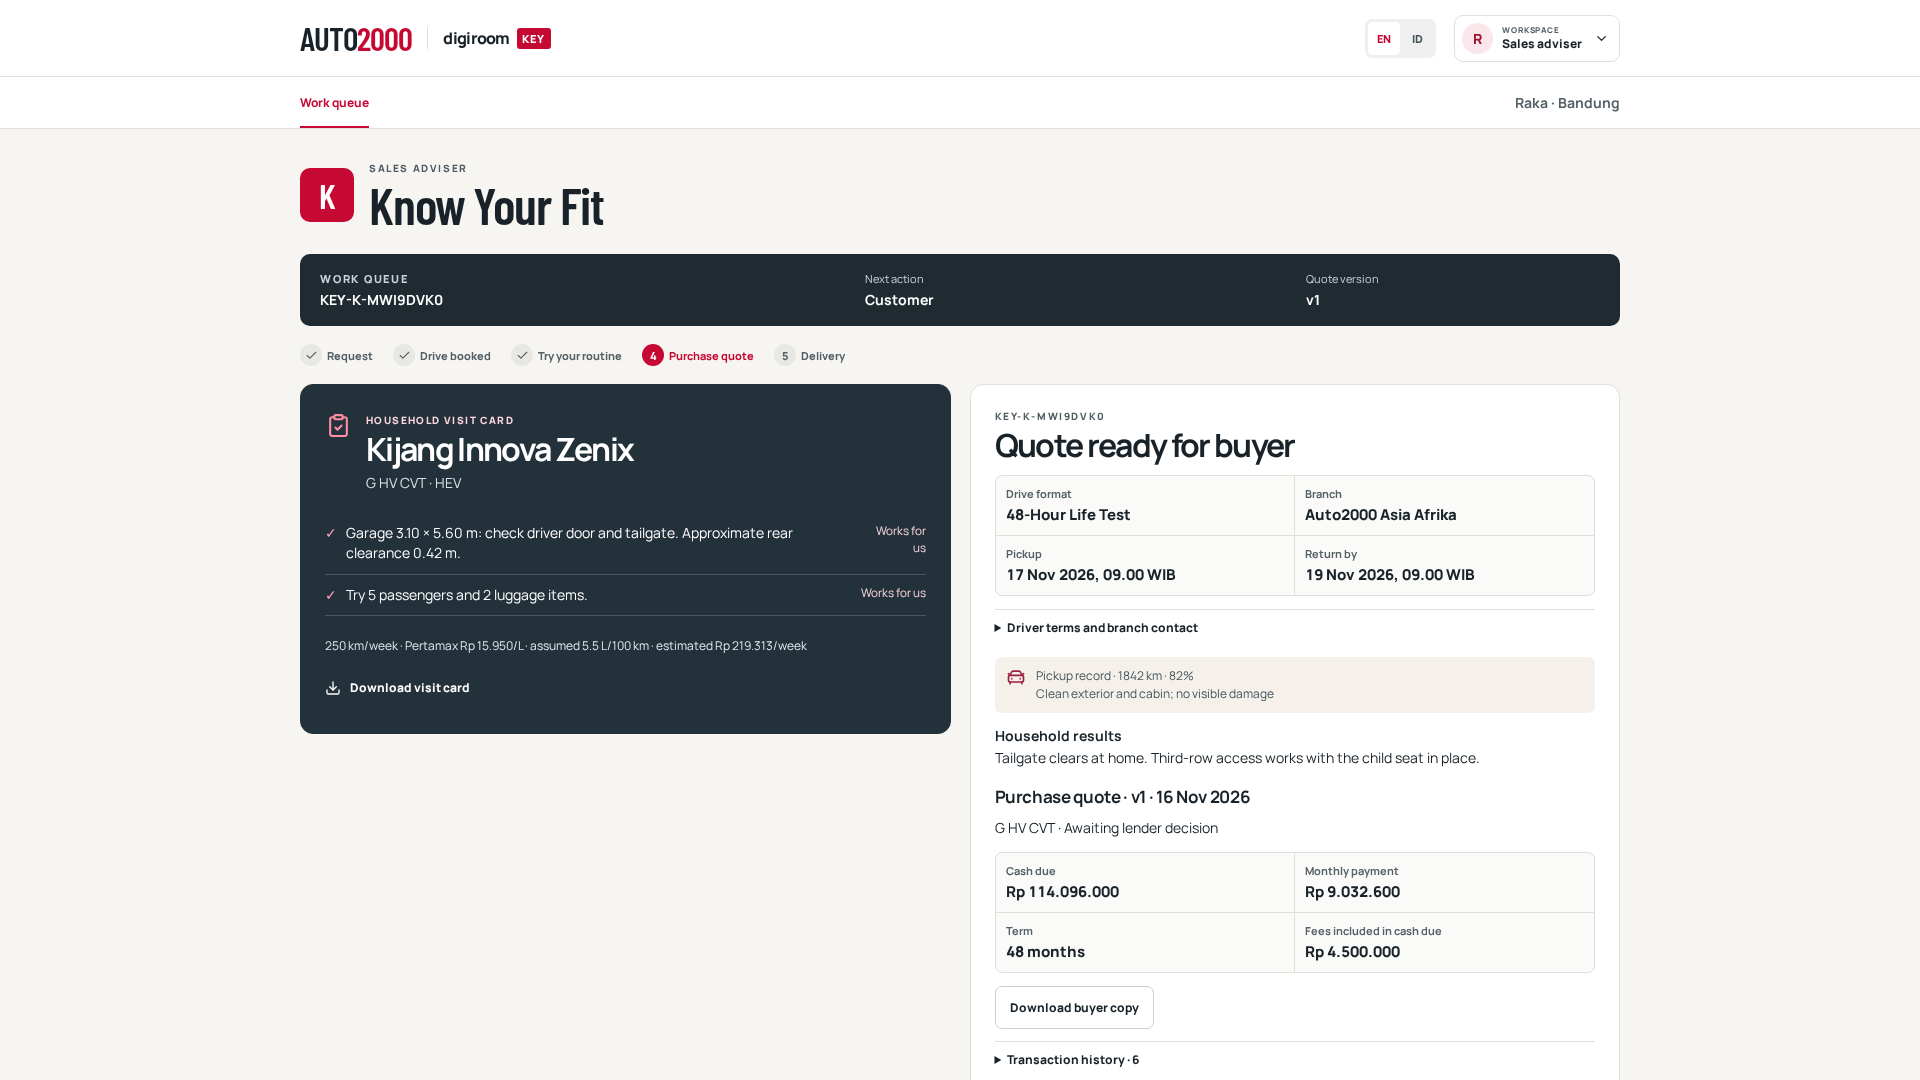 AUTO2000
digiroom KEY
EN
ID
R
WORKSPACE
Sales adviser
Work queue
Raka · Bandung
K
SALES ADVISER
Know Your Fit
WORK QUEUE
KEY-K-MWI9DVK0
Next action
Customer
Quote version
v1
Request
Drive booked
Try your routine
4 Purchase quote
5 Delivery
HOUSEHOLD VISIT CARD
Kijang Innova Zenix
G HV CVT · HEV
✓ Garage 3.10 × 5.60 m: check driver door and tailgate. Approximate rear
clearance 0.42 m.
Works for
us
✓ Try 5 passengers and 2 luggage items.
Works for us
250 km/week · Pertamax Rp 15.950/L · assumed 5.5 L/100 km · estimated Rp 219.313/week
Download visit card
KEY-K-MWI9DVK0
Quote ready for buyer
Drive format
48-Hour Life Test
Branch
Auto2000 Asia Afrika
Pickup
17 Nov 2026, 09.00 WIB
Return by
19 Nov 2026, 09.00 WIB
Driver terms and branch contact
Pickup record · 1842 km · 82%
Clean exterior and cabin; no visible damage
Household results
Tailgate clears at home. Third-row access works with the child seat in place.
Purchase quote · v1 · 16 Nov 2026
G HV CVT · Awaiting lender decision
Cash due
Rp 114.096.000
Monthly payment
Rp 9.032.600
Term
48 months
Fees included in cash due
Rp 4.500.000
Download buyer copy
Transaction history · 6